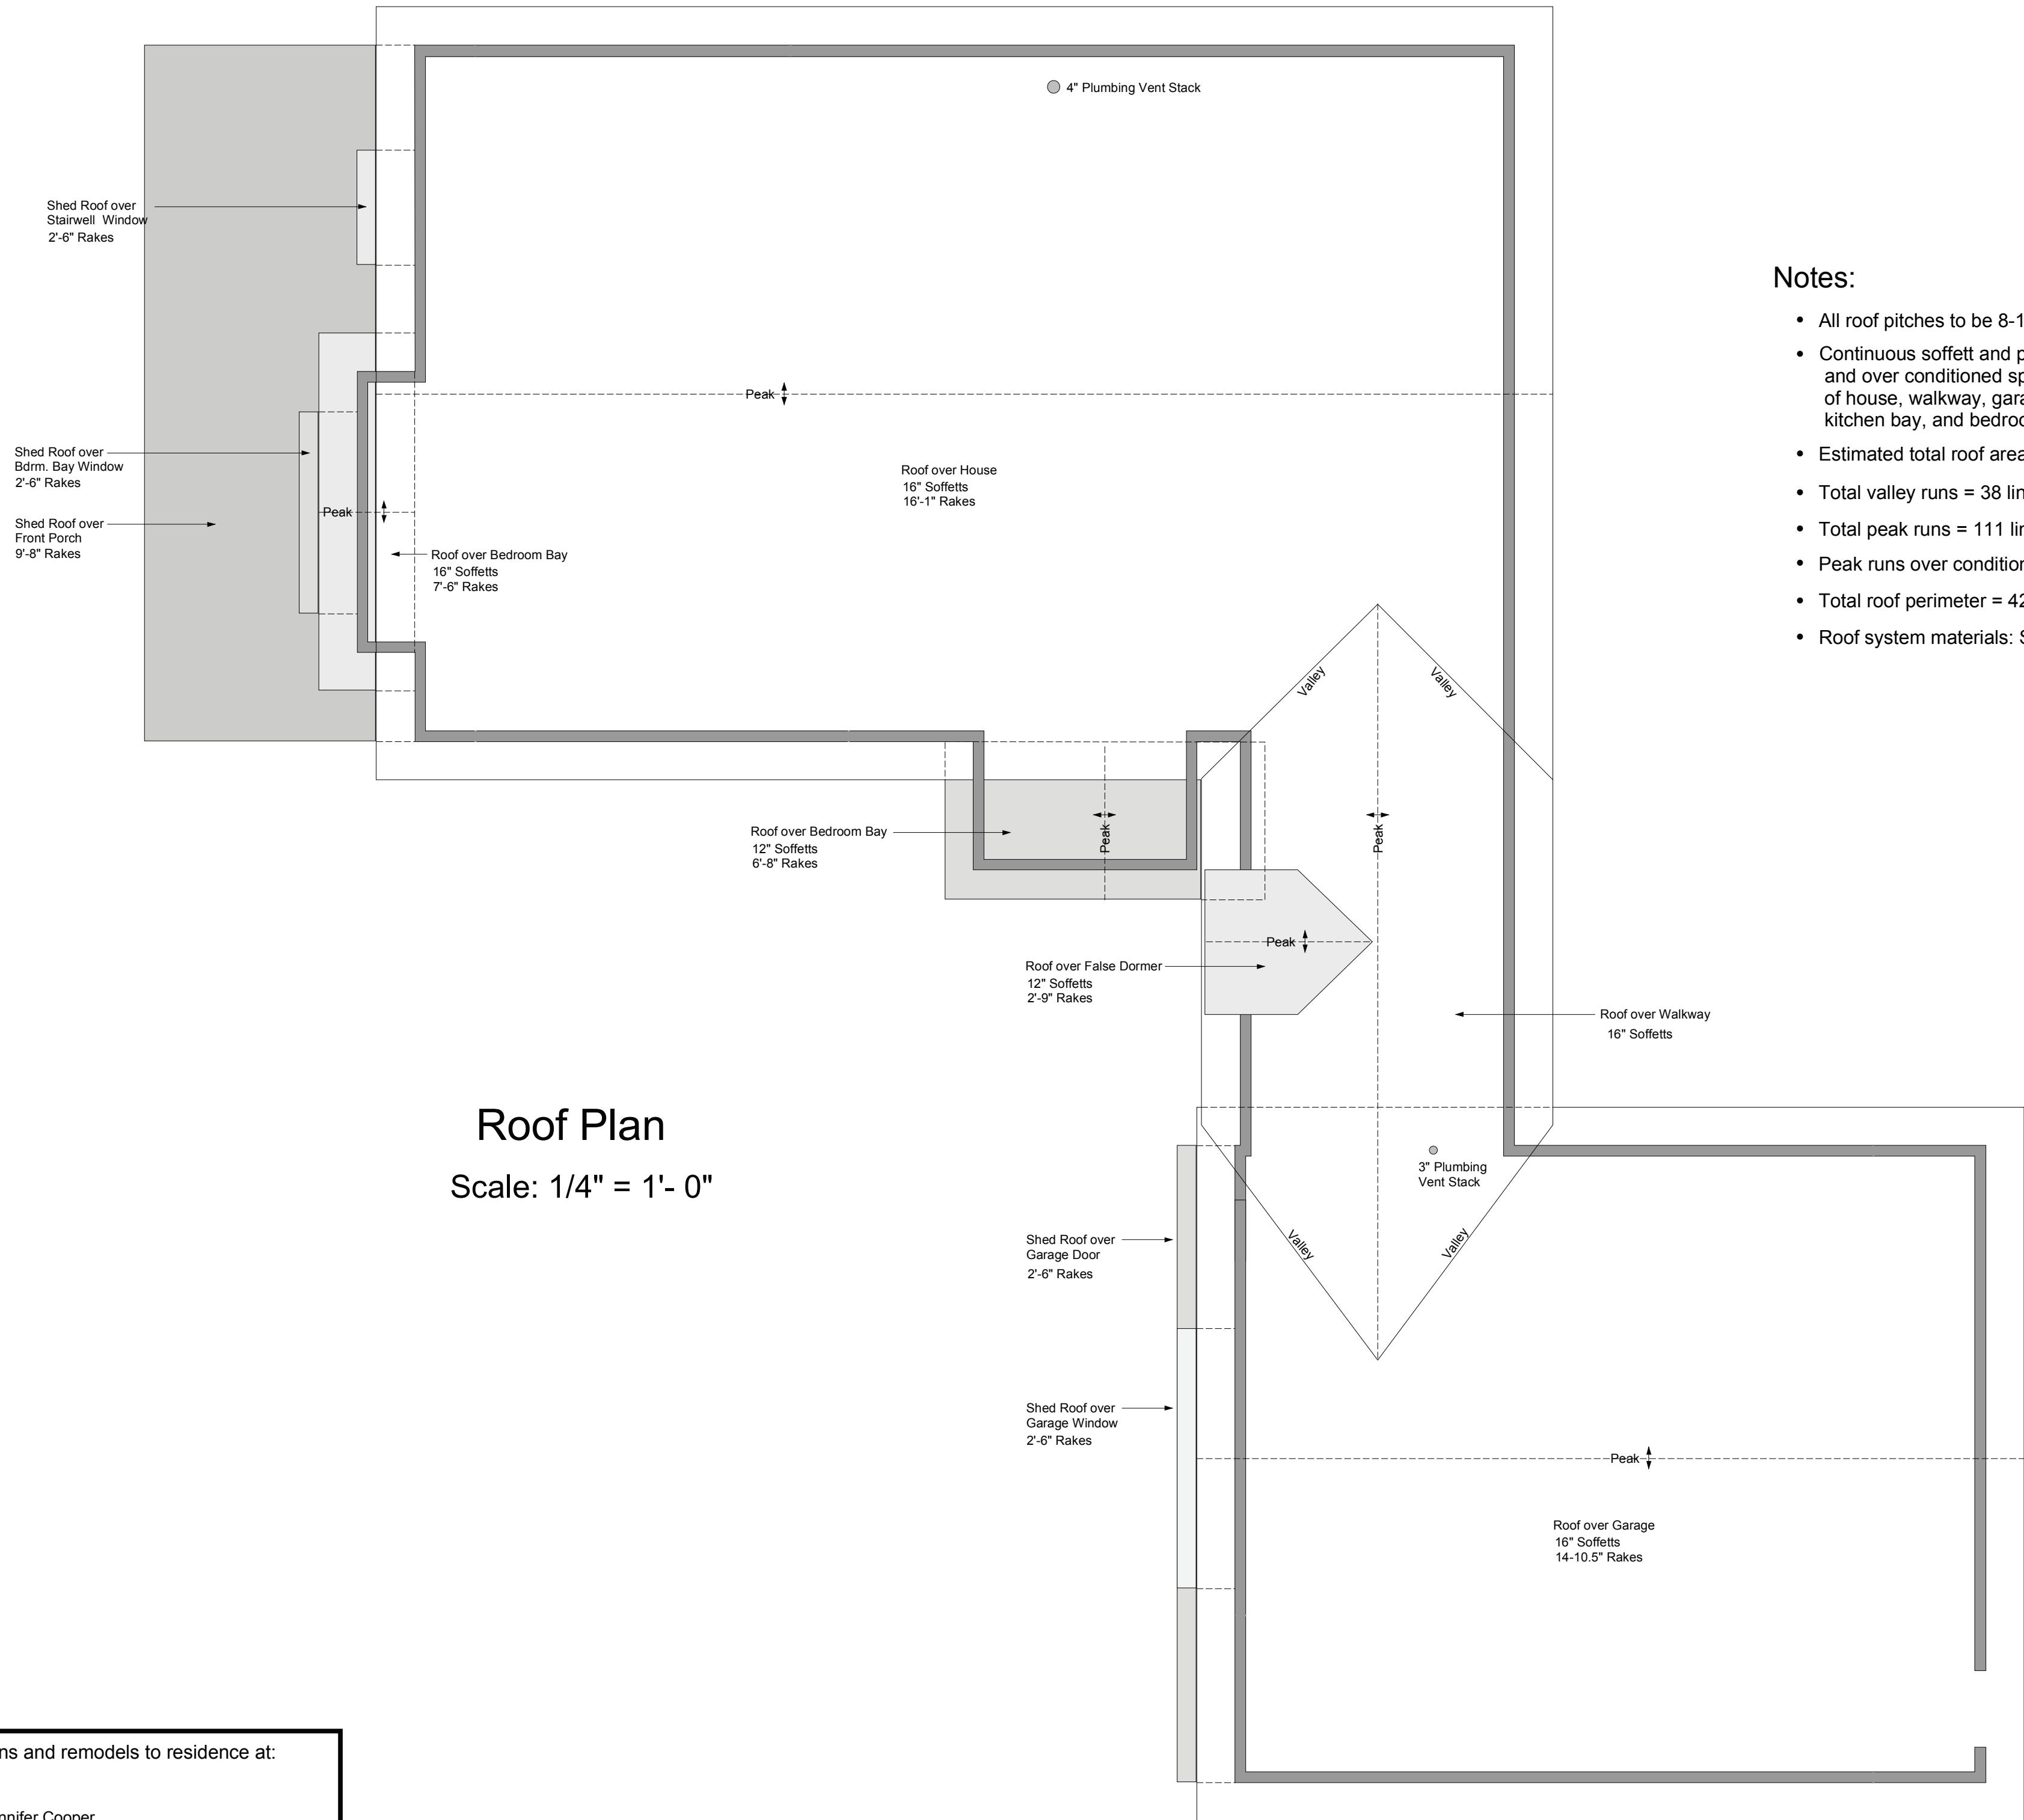 4" Plumbing Vent Stack
Shed Roof over
Stairwell Window
2'-6" Rakes
Notes:
• All roof pitches to be 8-1
• Continuous soffett and p
and over conditioned sp
of house, walkway, gara
kitchen bay, and bedroo
• Estimated total roof area
• Total valley runs = 38 lin
• Total peak runs = 111 lin
• Peak runs over condition
• Total roof perimeter = 42
• Roof system materials: S
Peak
Shed Roof over
Bdrm. Bay Window
2'-6" Rakes
Roof over House
16" Soffetts
16'-1" Rakes
Peak
Shed Roof over
Front Porch
9'-8" Rakes
Roof over Bedroom Bay
16" Soffetts
7'-6" Rakes
Valley
Valley
Roof over Bedroom Bay
12" Soffetts
6'-8" Rakes
Peak
Peak
Peak
Roof over False Dormer
12" Soffetts
2'-9" Rakes
Roof over Walkway
16" Soffetts
Roof Plan
Scale: 1/4" = 1'- 0"
3" Plumbing
Vent Stack
Shed Roof over
Garage Door
2'-6" Rakes
Valley
Valley
Shed Roof over
Garage Window
2'-6" Rakes
Peak
Roof over Garage
16" Soffetts
14-10.5" Rakes
ns and remodels to residence at:
nnifer Cooper